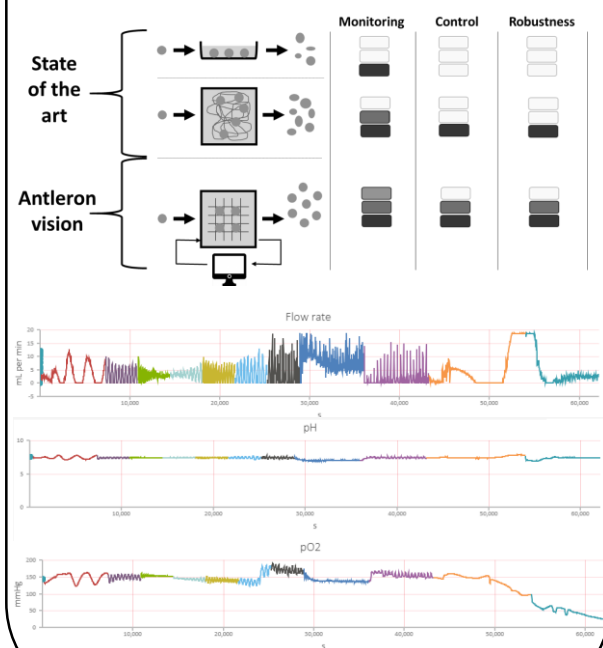 Monitoring Control Robustness
State
of the
art
Antleron
vision
Flow rate
mL per min
20
15
10
5
0
-5
10,000 20,000 30,000 40,000 50,000 60,000
s
pH
10
5
0
10,000 20,000 30,000 40,000 50,000 60,000
s
pO2
mmHg
200
150
100
50
0
10,000 20,000 30,000 40,000 50,000 60,000
s